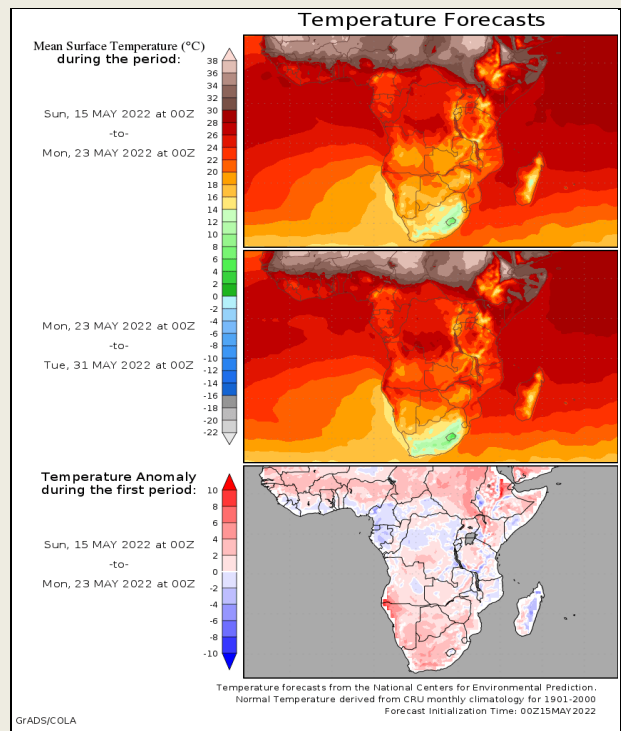 Temperature Forecasts
Mean Surface Temperature (°C)
during the period:
Sun, 15 MAY 2022 at 00Z
-to-
Mon, 23 MAY 2022 at 00Z
38
36
34
32
30
28
26
24
22
20
18
16
14
12
10
8
6
4
2
0
-2
-4
-6
-8
-10
-12
-14
-16
-18
-20
-22
Mon, 23 MAY 2022 at 00Z
-to-
Tue, 31 MAY 2022 at 00Z
Temperature Anomaly
during the first period:
Sun, 15 MAY 2022 at 00Z
-to-
Mon, 23 MAY 2022 at 00Z
10
8
6
4
2
0
-2
-4
-6
-8
-10
Temperature forecasts from the National Centers for Environmental Prediction.
Normal Temperature derived from CRU monthly climatology for 1901-2000
Forecast Initialization Time: 00Z15MAY2022
GrADS/COLA